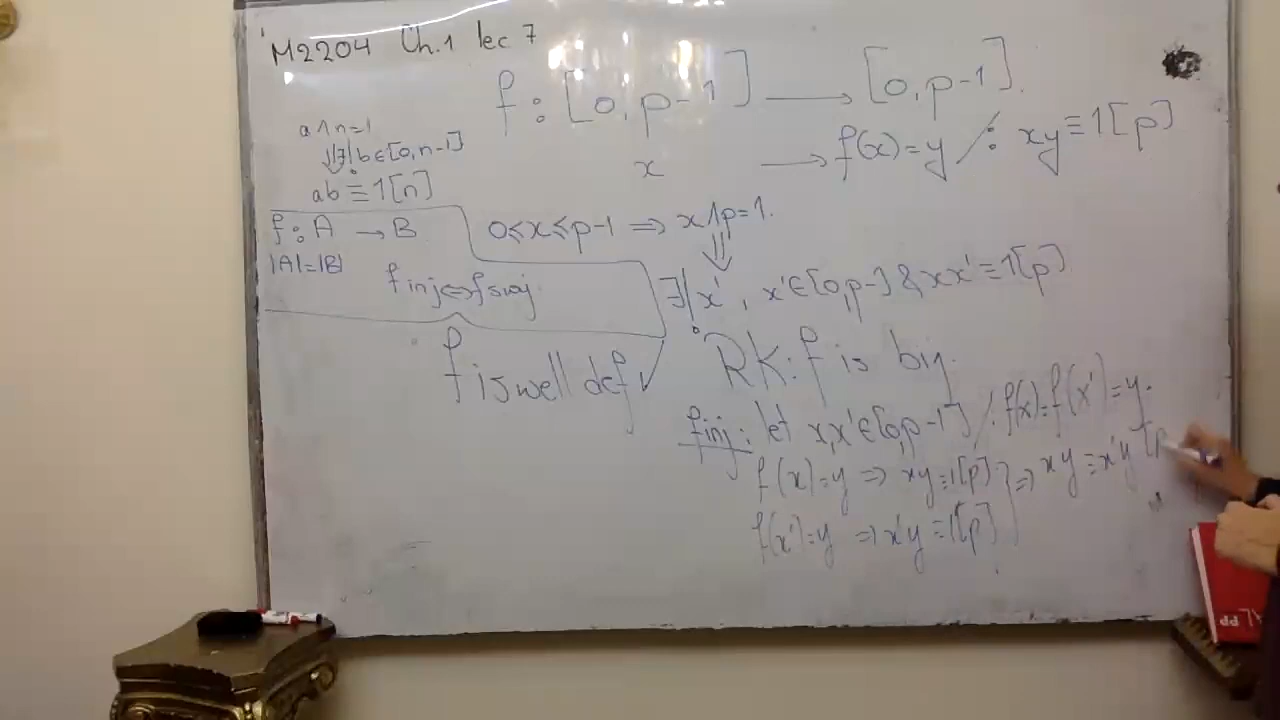 M2204 Ch.1 lec 7
f : [0, p-1] ⟶ [0, p-1].
x ⟶ f(x)=y /: xy≡1[p]
a∧n=1
⇓ ∃! b∈[0,n-1]
ab≡1[n]
f: A → B
|A|=|B|
f inj⇔f surj.
0<x≤p-1 ⇒ x∧p=1.
⇓
∃! x', x'∈[0,p-1] & xx'≡1[p]
f is well def ✓
RK: f is bij.
f inj: let x,x'∈[0,p-1] /: f(x)=f(x')=y.
f(x)=y ⇒ xy≡1[p] } ⇒ xy≡x'y [p
f(x')=y ⇒ x'y≡1[p]